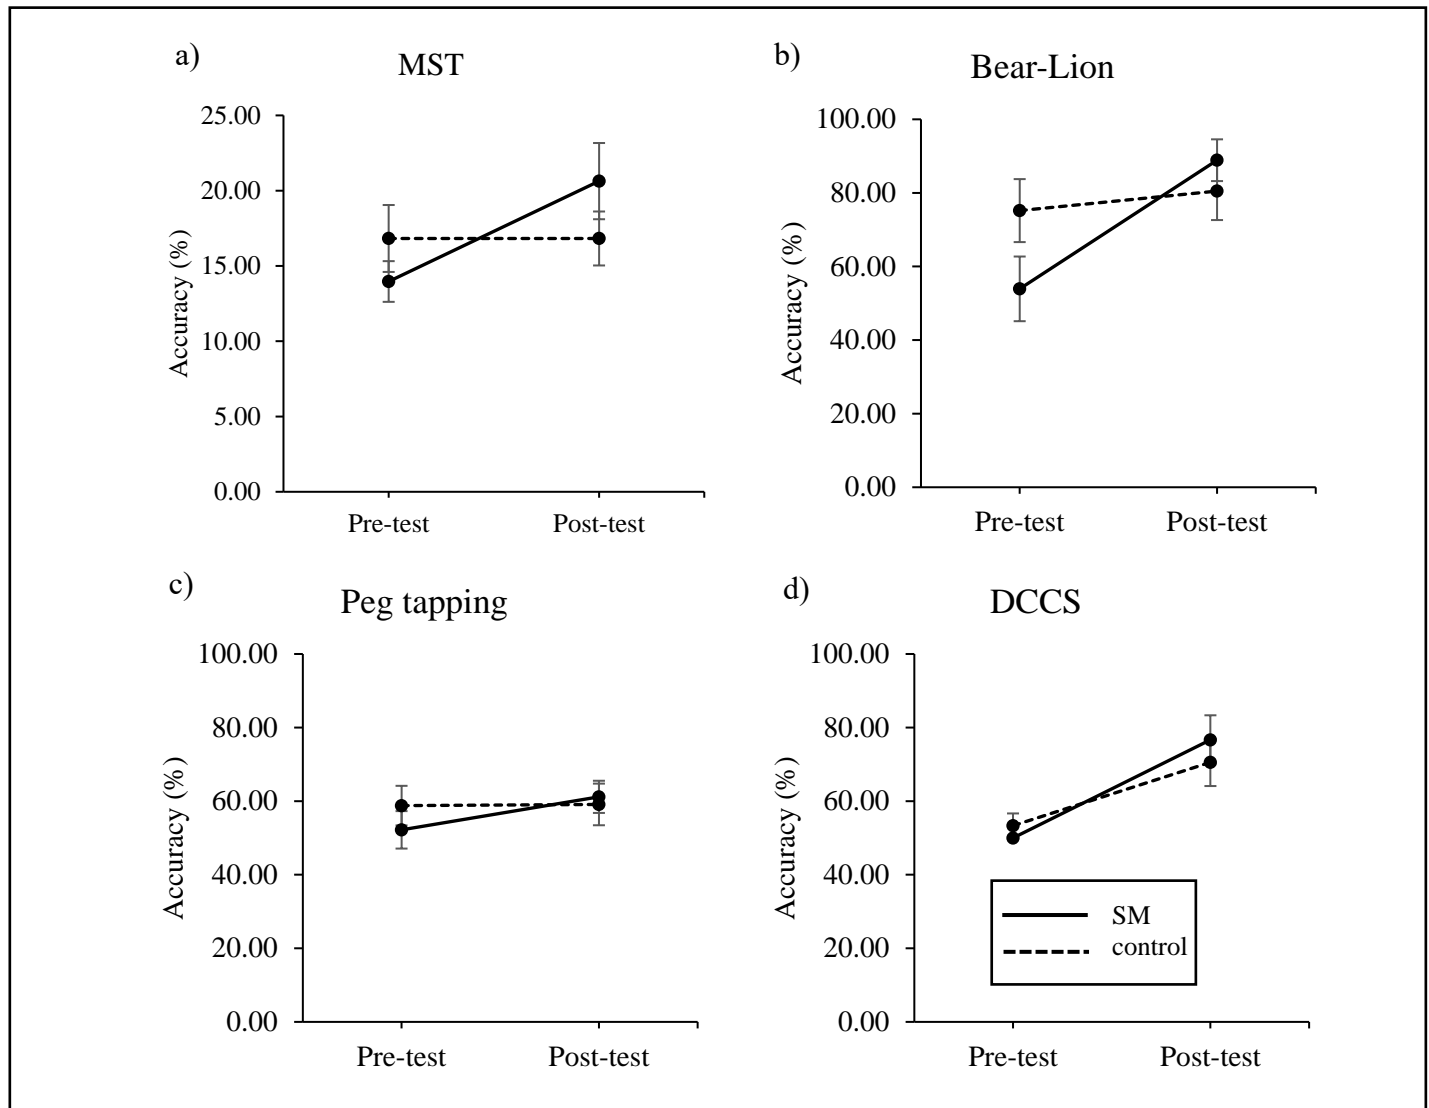 a)
MST
25.00
20.00
15.00
10.00
5.00
0.00
Accuracy (%)
Pre-test
Post-test
b)
Bear-Lion
100.00
80.00
60.00
40.00
20.00
0.00
Accuracy (%)
Pre-test
Post-test
c)
Peg tapping
100.00
80.00
60.00
40.00
20.00
0.00
Accuracy (%)
Pre-test
Post-test
d)
DCCS
100.00
80.00
60.00
40.00
20.00
0.00
Accuracy (%)
SM
control
Pre-test
Post-test